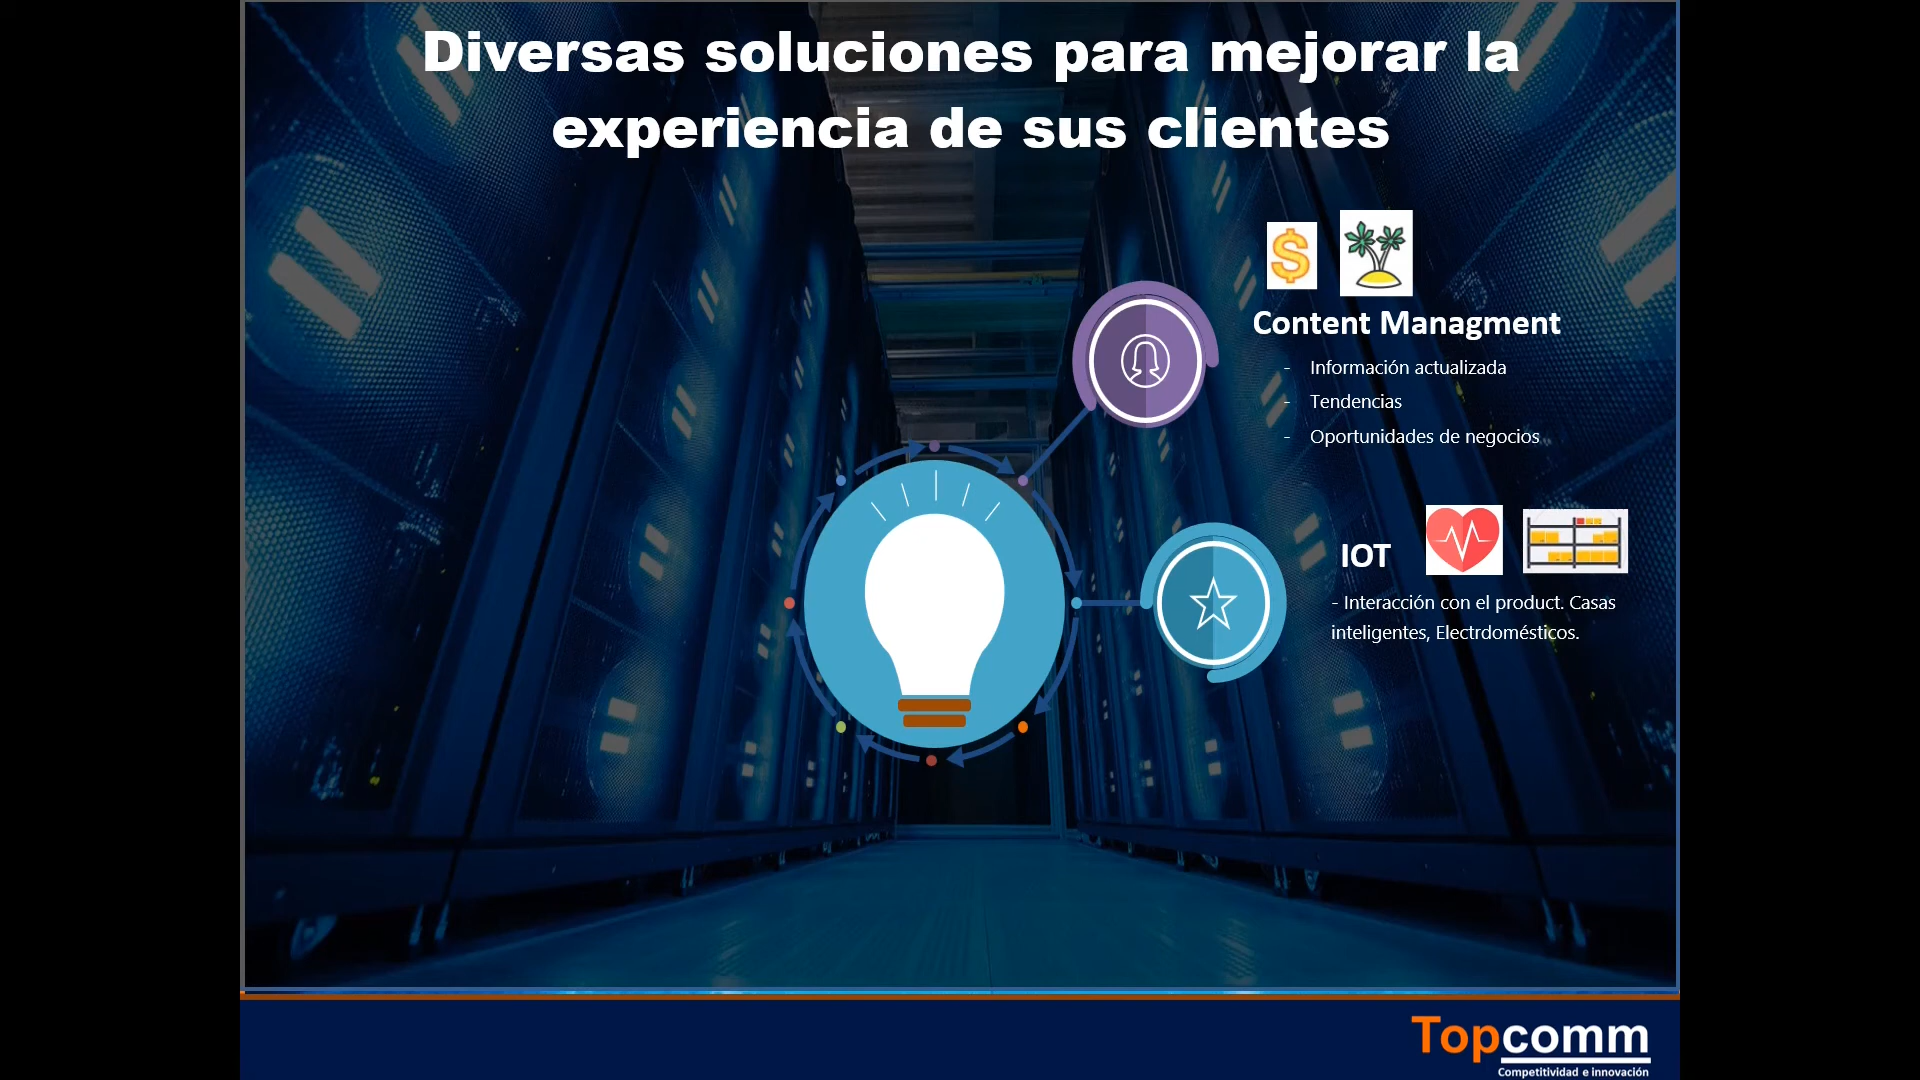 Diversas soluciones para mejorar la
experiencia de sus clientes
$
Content Managment
- Información actualizada
- Tendencias
- Oportunidades de negocios
IOT
- Interacción con el product. Casas
inteligentes, Electrdomésticos.
Topcomm
Competitividad e innovación